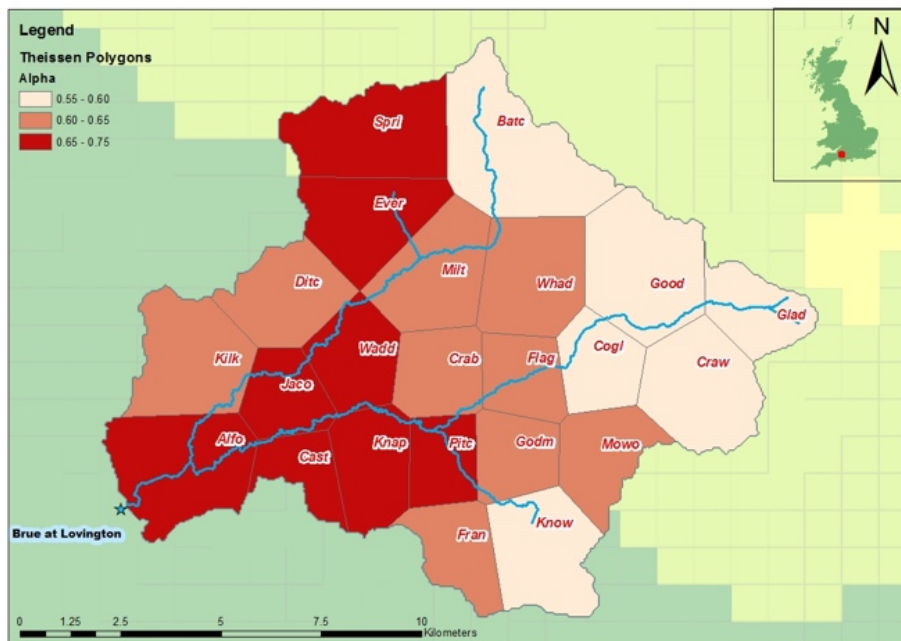 Legend
Theissen Polygons
Alpha
0.55 - 0.60
0.60 - 0.65
0.65 - 0.75
N
Spri
Batc
Ever
Ditc
Milt
Whad
Good
Glad
Kilk
Wadd
Crab
Flag
Cogl
Craw
Jaco
Alfo
Cast
Knap
Pitc
Godm
Mowo
Brue at Lovington
Fran
Know
0 1.25 2.5 5 7.5 10
Kilometers